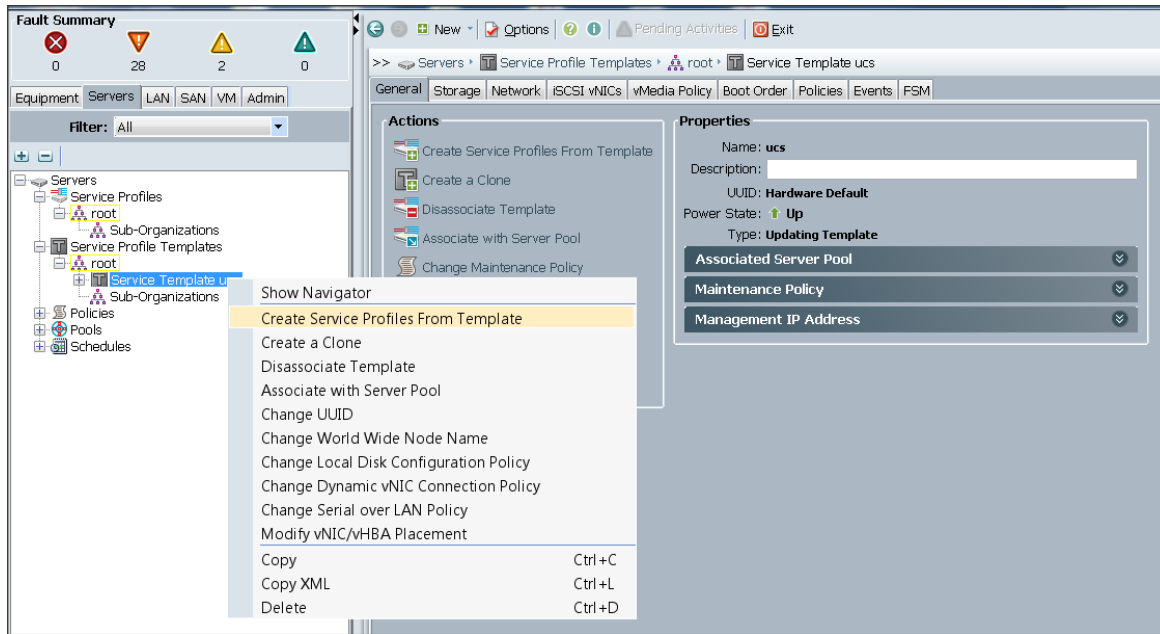 Fault Summary
0 28 2 0
Equipment Servers LAN SAN VM Admin
Filter: All
Servers
Service Profiles
root
Sub-Organizations
Service Profile Templates
root
Service Template u
Sub-Organizations
Policies
Pools
Schedules
New Options Pending Activities Exit
>> Servers Service Profile Templates root Service Template ucs
General Storage Network iSCSI vNICs vMedia Policy Boot Order Policies Events FSM
Actions
Create Service Profiles From Template
Create a Clone
Disassociate Template
Associate with Server Pool
Change Maintenance Policy
Properties
Name: ucs
Description:
UUID: Hardware Default
Power State: Up
Type: Updating Template
Associated Server Pool
Maintenance Policy
Management IP Address
Show Navigator
Create Service Profiles From Template
Create a Clone
Disassociate Template
Associate with Server Pool
Change UUID
Change World Wide Node Name
Change Local Disk Configuration Policy
Change Dynamic vNIC Connection Policy
Change Serial over LAN Policy
Modify vNIC/vHBA Placement
Copy Ctrl+C
Copy XML Ctrl+L
Delete Ctrl+D